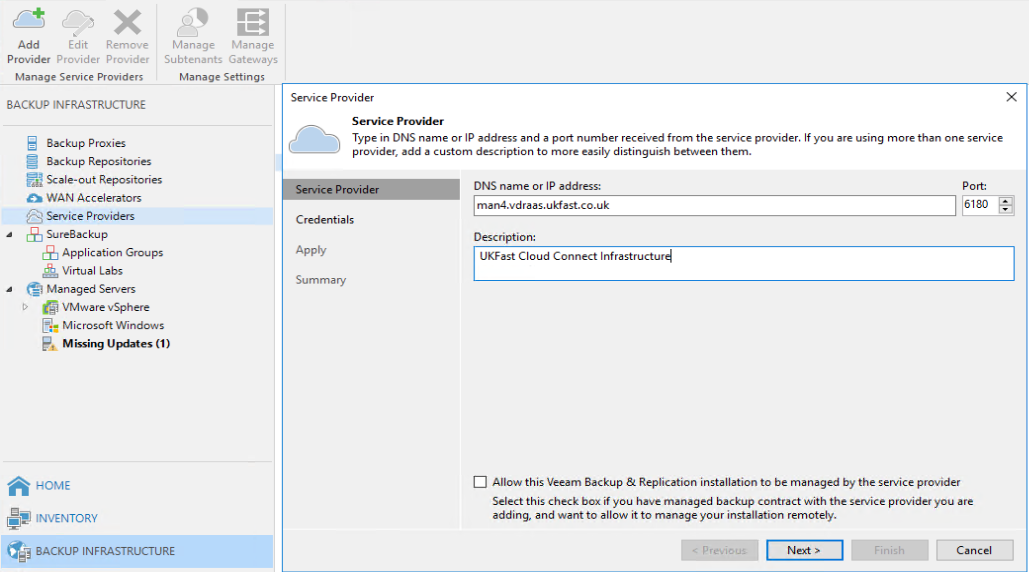 Add Provider
Edit Provider
Remove Provider
Manage Subtenants
Manage Gateways
Manage Service Providers
Manage Settings
BACKUP INFRASTRUCTURE
Backup Proxies
Backup Repositories
Scale-out Repositories
WAN Accelerators
Service Providers
SureBackup
Application Groups
Virtual Labs
Managed Servers
VMware vSphere
Microsoft Windows
Missing Updates (1)
HOME
INVENTORY
BACKUP INFRASTRUCTURE
Service Provider
Service Provider
Type in DNS name or IP address and a port number received from the service provider. If you are using more than one service
provider, add a custom description to more easily distinguish between them.
Service Provider
Credentials
Apply
Summary
DNS name or IP address:
Port:
man4.vdraas.ukfast.co.uk
6180
Description:
UKFast Cloud Connect Infrastructure
Allow this Veeam Backup & Replication installation to be managed by the service provider
Select this check box if you have managed backup contract with the service provider you are
adding, and want to allow it to manage your installation remotely.
< Previous
Next >
Finish
Cancel